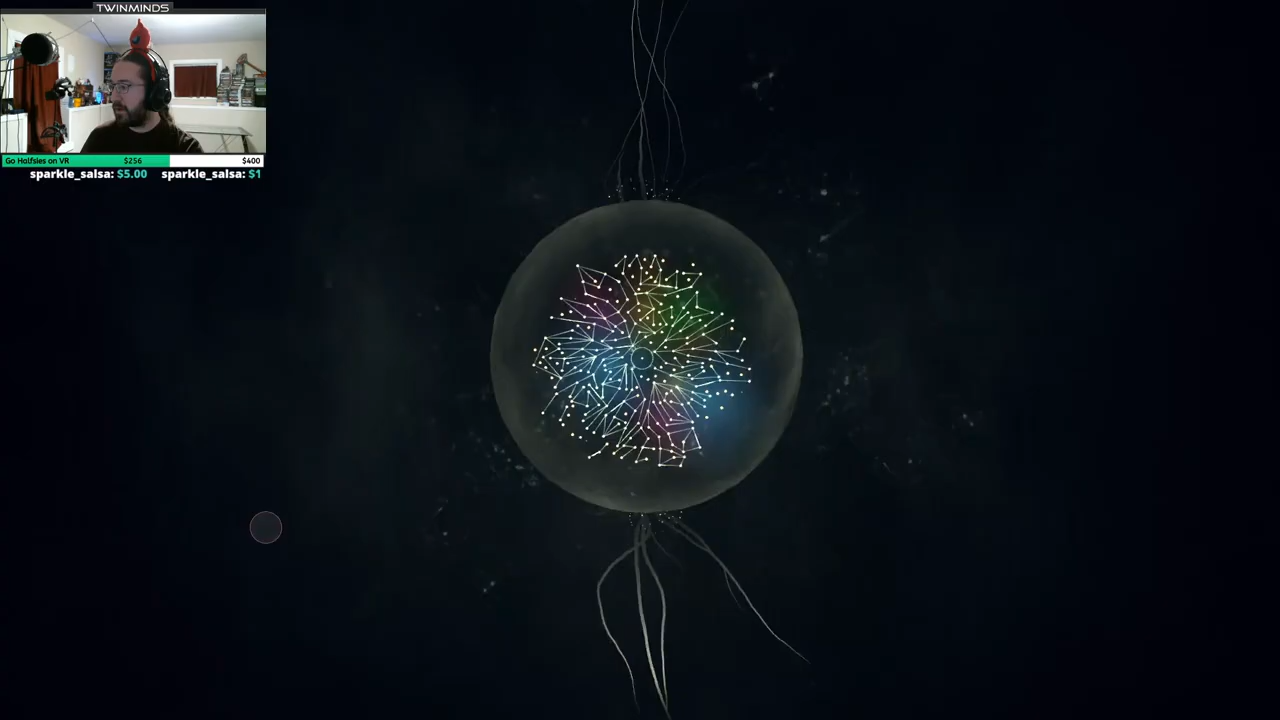 TWINMINDS
Go Halfsies on VR $256 $400
sparkle_salsa: $5.00 sparkle_salsa: $1